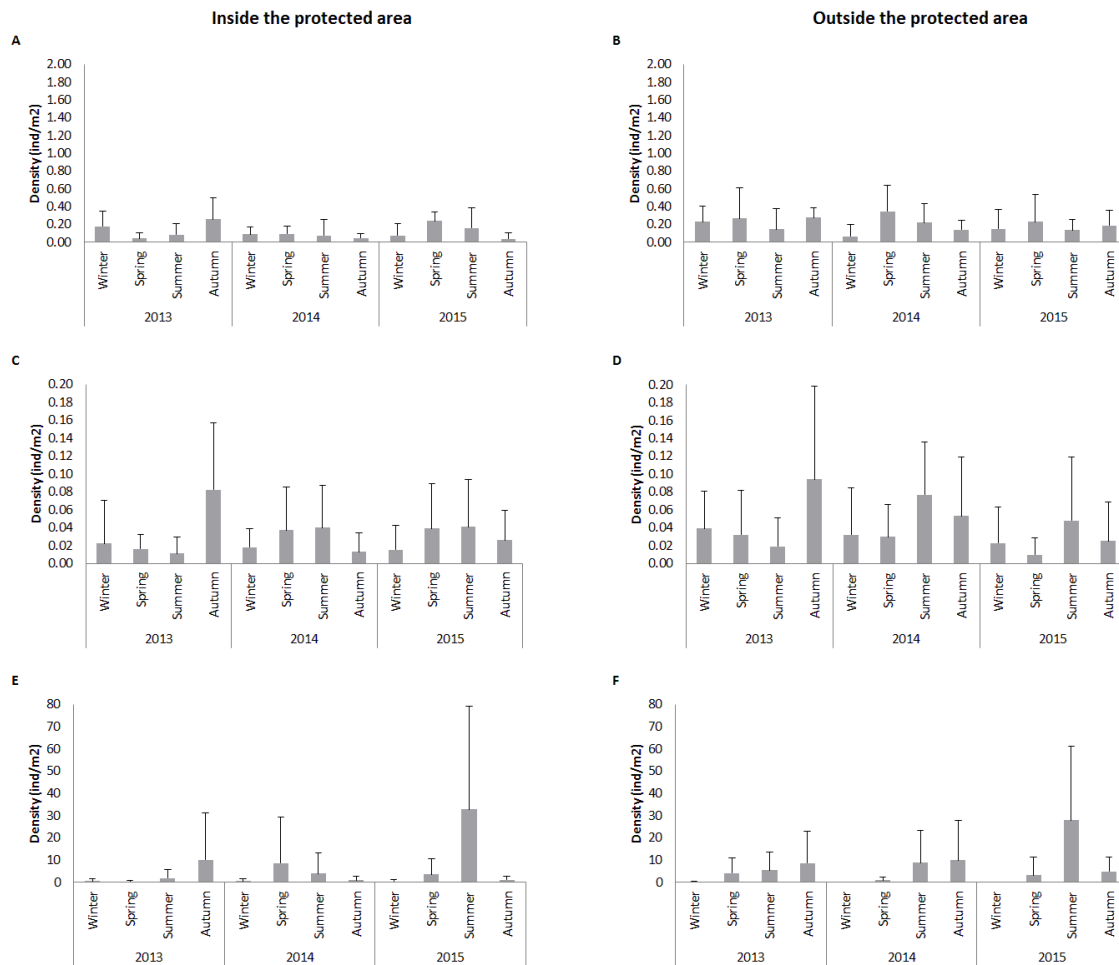 Inside the protected area
Outside the protected area
A
B
Density (ind/m2)
2.00
1.80
1.60
1.40
1.20
1.00
0.80
0.60
0.40
0.20
0.00
Winter Spring Summer Autumn Winter Spring Summer Autumn Winter Spring Summer Autumn
2013 2014 2015
Density (ind/m2)
2.00
1.80
1.60
1.40
1.20
1.00
0.80
0.60
0.40
0.20
0.00
Winter Spring Summer Autumn Winter Spring Summer Autumn Winter Spring Summer Autumn
2013 2014 2015
C
D
Density (ind/m2)
0.20
0.18
0.16
0.14
0.12
0.10
0.08
0.06
0.04
0.02
0.00
Winter Spring Summer Autumn Winter Spring Summer Autumn Winter Spring Summer Autumn
2013 2014 2015
Density (ind/m2)
0.20
0.18
0.16
0.14
0.12
0.10
0.08
0.06
0.04
0.02
0.00
Winter Spring Summer Autumn Winter Spring Summer Autumn Winter Spring Summer Autumn
2013 2014 2015
E
F
Density (ind/m2)
80
70
60
50
40
30
20
10
0
Winter Spring Summer Autumn Winter Spring Summer Autumn Winter Spring Summer Autumn
2013 2014 2015
Density (ind/m2)
80
70
60
50
40
30
20
10
0
Winter Spring Summer Autumn Winter Spring Summer Autumn Winter Spring Summer Autumn
2013 2014 2015